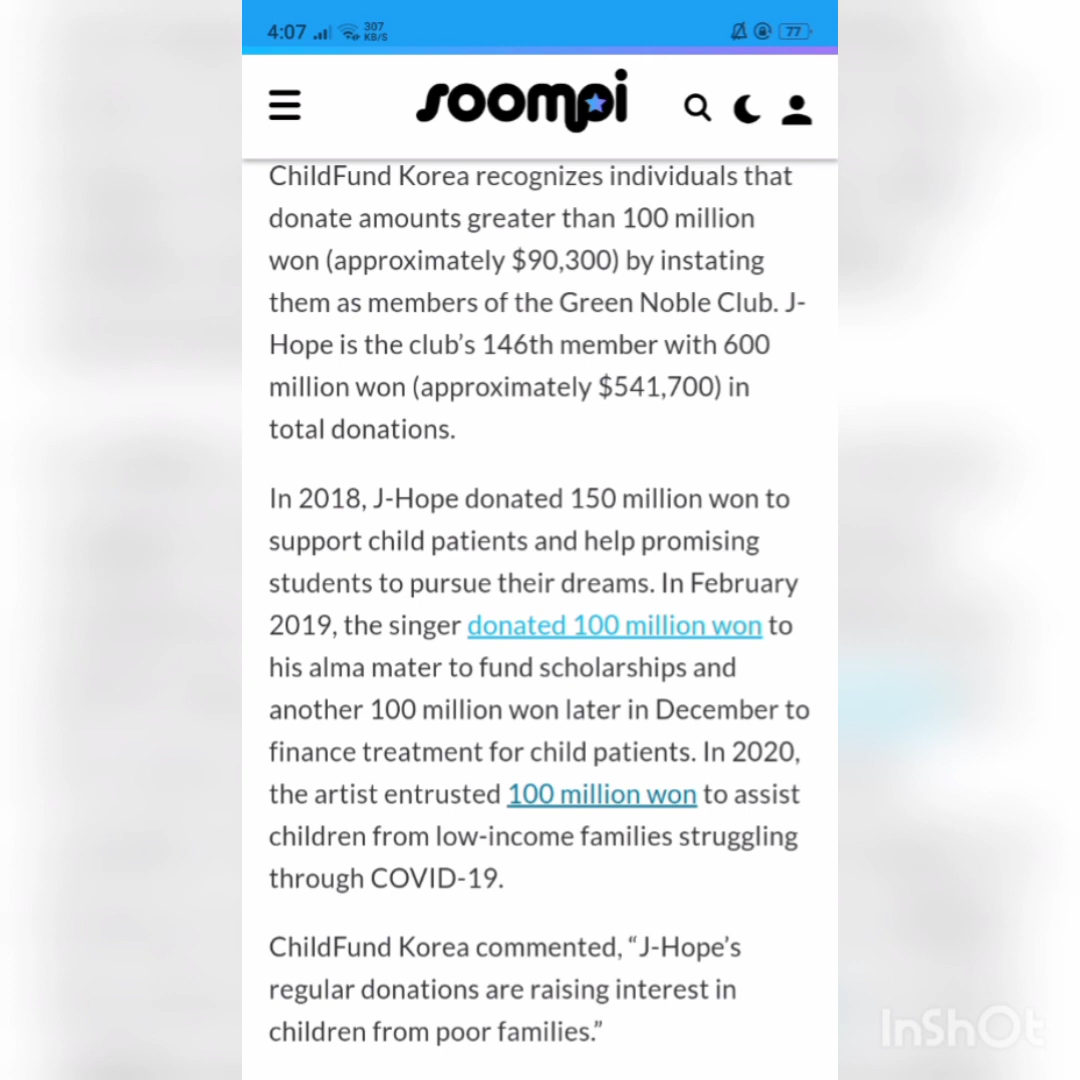 4:07
307
KB/S
77
soompi
ChildFund Korea recognizes individuals that
donate amounts greater than 100 million
won (approximately $90,300) by instating
them as members of the Green Noble Club. J-
Hope is the club’s 146th member with 600
million won (approximately $541,700) in
total donations.
In 2018, J-Hope donated 150 million won to
support child patients and help promising
students to pursue their dreams. In February
2019, the singer donated 100 million won to
his alma mater to fund scholarships and
another 100 million won later in December to
finance treatment for child patients. In 2020,
the artist entrusted 100 million won to assist
children from low-income families struggling
through COVID-19.
ChildFund Korea commented, “J-Hope’s
regular donations are raising interest in
children from poor families.”
InShOt